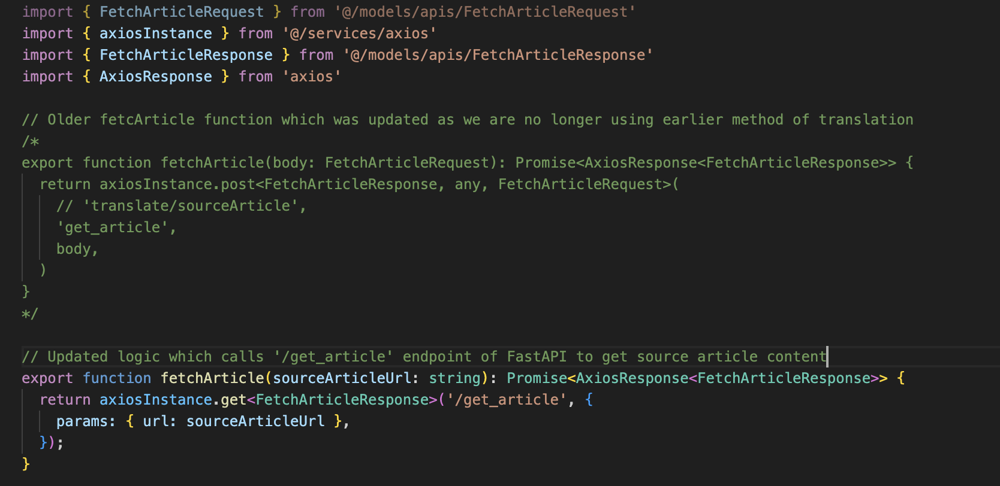 import { FetchArticleRequest } from '@/models/apis/FetchArticleRequest'
import { axiosInstance } from '@/services/axios'
import { FetchArticleResponse } from '@/models/apis/FetchArticleResponse'
import { AxiosResponse } from 'axios'

// Older fetcArticle function which was updated as we are no longer using earlier method of translation
/*
export function fetchArticle(body: FetchArticleRequest): Promise<AxiosResponse<FetchArticleResponse>> {
  return axiosInstance.post<FetchArticleResponse, any, FetchArticleRequest>(
    // 'translate/sourceArticle',
    'get_article',
    body,
  )
}
*/

// Updated logic which calls '/get_article' endpoint of FastAPI to get source article content
export function fetchArticle(sourceArticleUrl: string): Promise<AxiosResponse<FetchArticleResponse>> {
  return axiosInstance.get<FetchArticleResponse>('/get_article', {
    params: { url: sourceArticleUrl },
  });
}